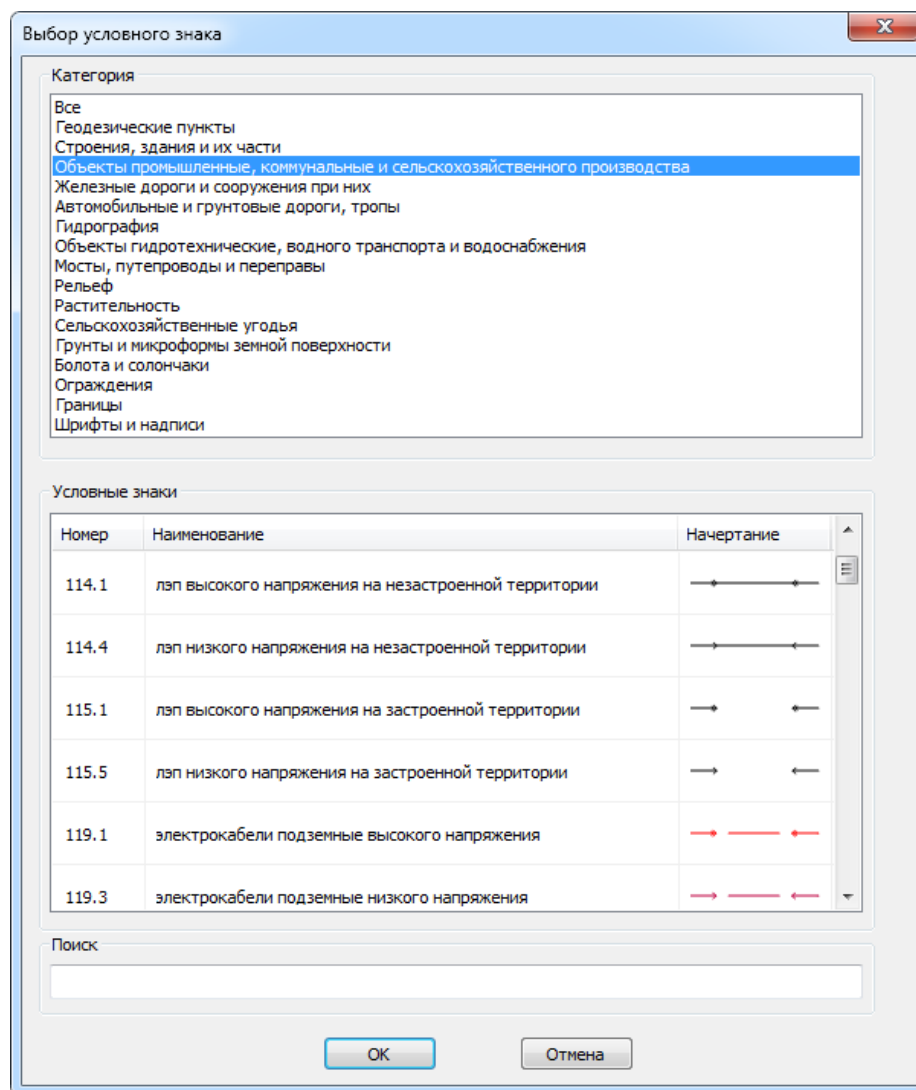 Выбор условного знака
Категория
Все
Геодезические пункты
Строения, здания и их части
Объекты промышленные, коммунальные и сельскохозяйственного производства
Железные дороги и сооружения при них
Автомобильные и грунтовые дороги, тропы
Гидрография
Объекты гидротехнические, водного транспорта и водоснабжения
Мосты, путепроводы и переправы
Рельеф
Растительность
Сельскохозяйственные угодья
Грунты и микроформы земной поверхности
Болота и солончаки
Ограждения
Границы
Шрифты и надписи
Условные знаки
Номер Наименование Начертание
114.1 лэп высокого напряжения на незастроенной территории
114.4 лэп низкого напряжения на незастроенной территории
115.1 лэп высокого напряжения на застроенной территории
115.5 лэп низкого напряжения на застроенной территории
119.1 электрокабели подземные высокого напряжения
119.3 электрокабели подземные низкого напряжения
Поиск
ОК Отмена